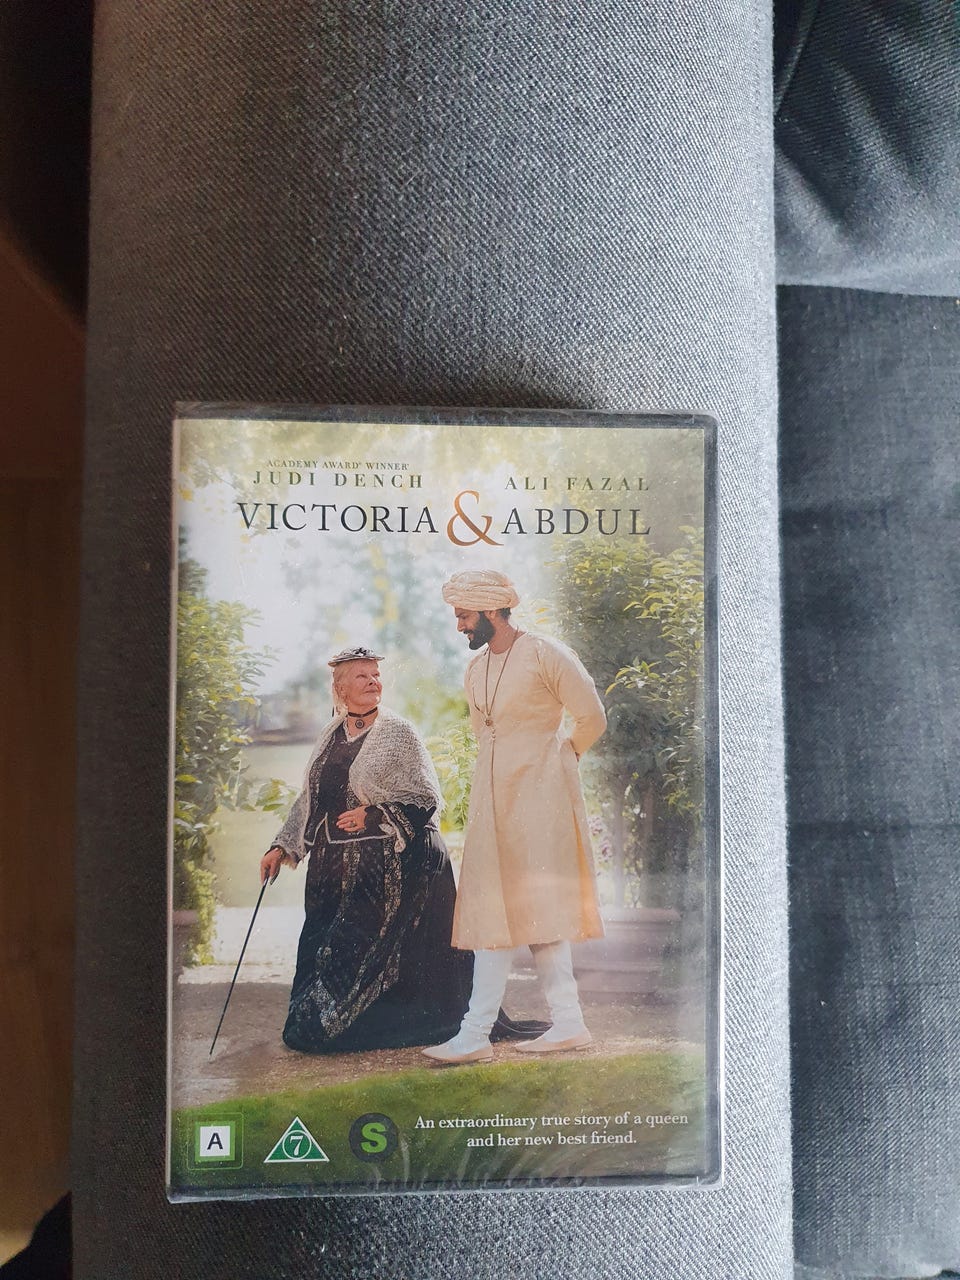 ACADEMY AWARD® WINNER
JUDI DENCH ALI FAZAL
VICTORIA & ABDUL
A
7
S
An extraordinary true story of a queen
and her new best friend.